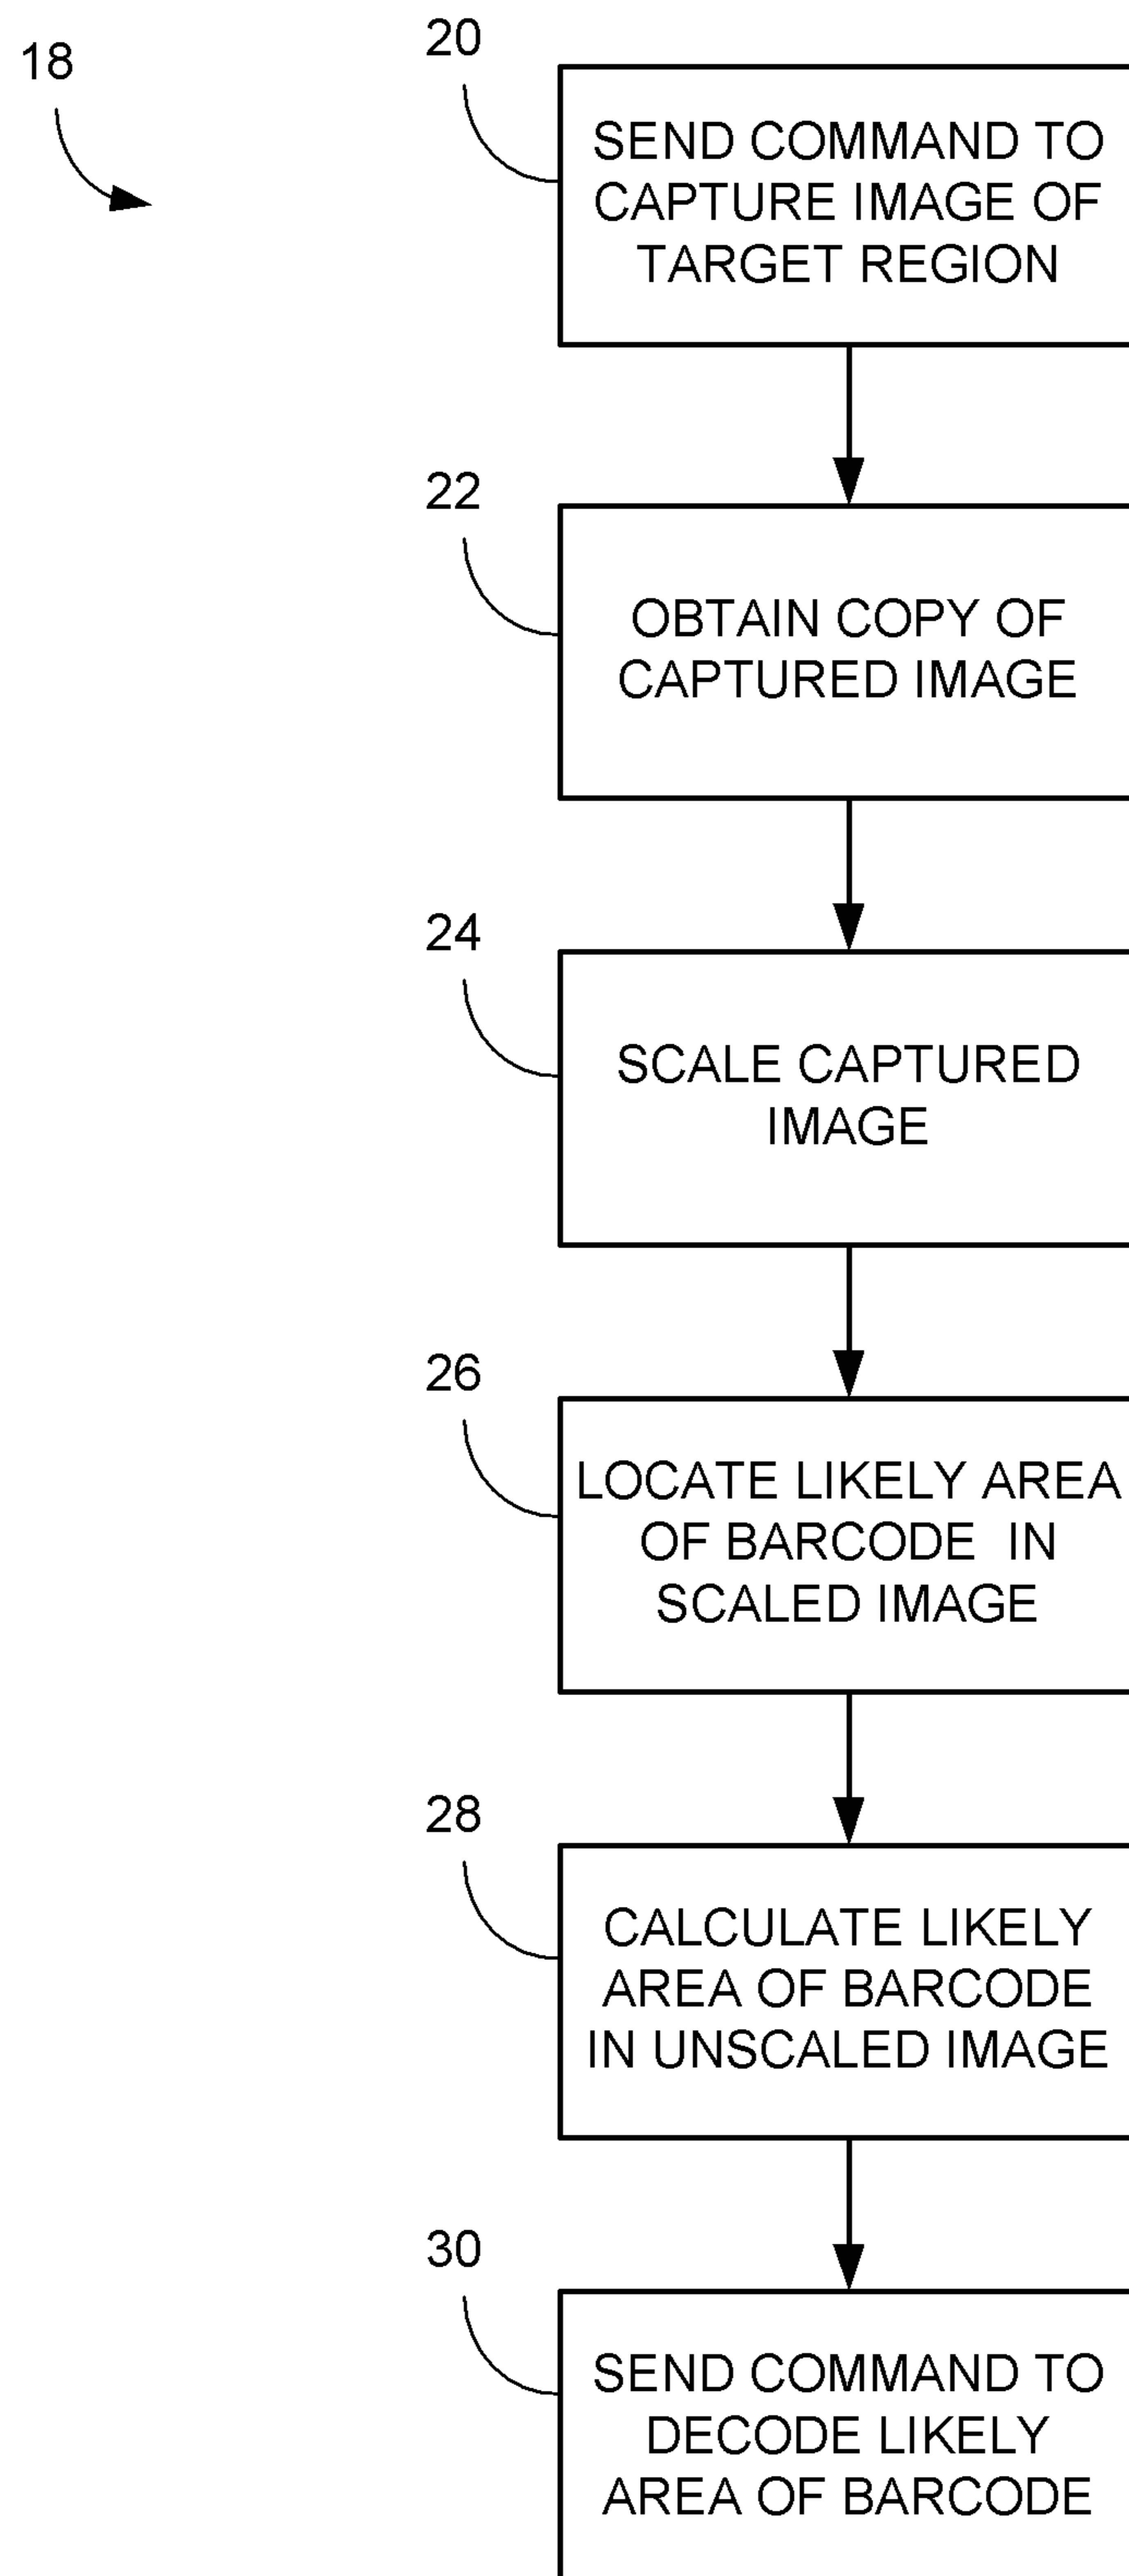 18
20
SEND COMMAND TO
CAPTURE IMAGE OF
TARGET REGION
22
OBTAIN COPY OF
CAPTURED IMAGE
24
SCALE CAPTURED
IMAGE
26
LOCATE LIKELY AREA
OF BARCODE IN
SCALED IMAGE
28
CALCULATE LIKELY
AREA OF BARCODE
IN UNSCALED IMAGE
30
SEND COMMAND TO
DECODE LIKELY
AREA OF BARCODE